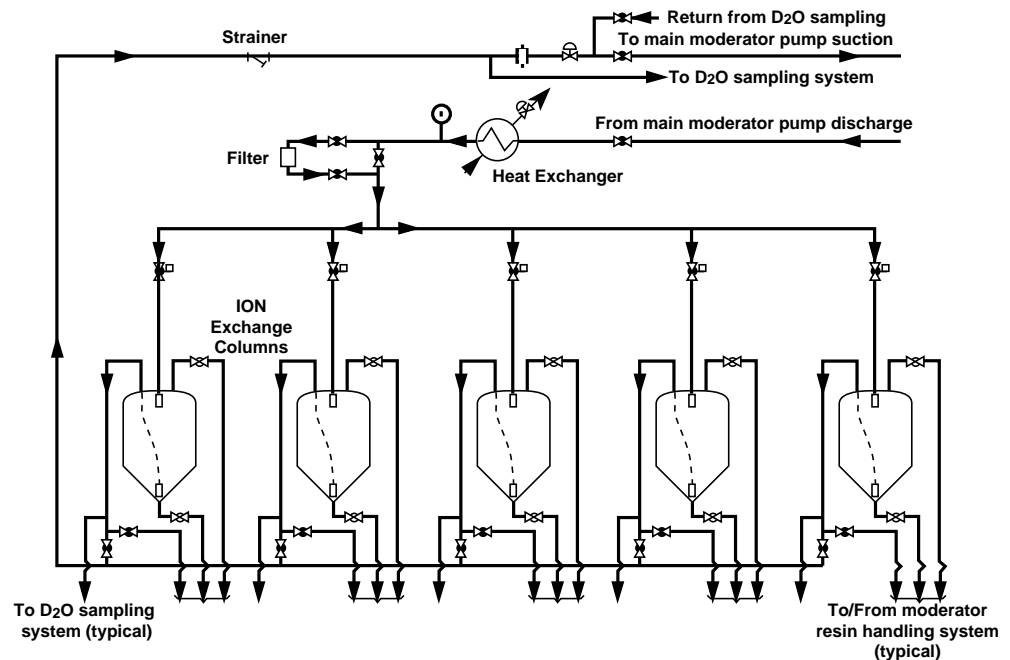 Return from D2O sampling
Strainer
To main moderator pump suction
To D2O sampling system
From main moderator pump discharge
Filter
Heat Exchanger
ION
Exchange
Columns
To D2O sampling
system (typical)
To/From moderator
resin handling system
(typical)